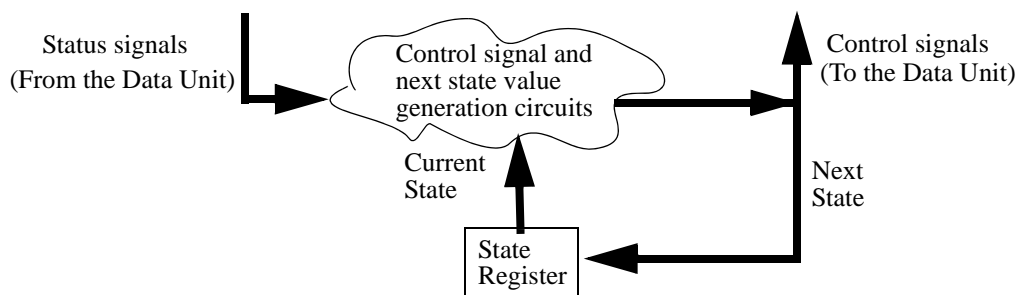 Status signals
(From the Data Unit)
Control signal and
next state value
generation circuits
Control signals
(To the Data Unit)
Current
State
Next
State
State
Register